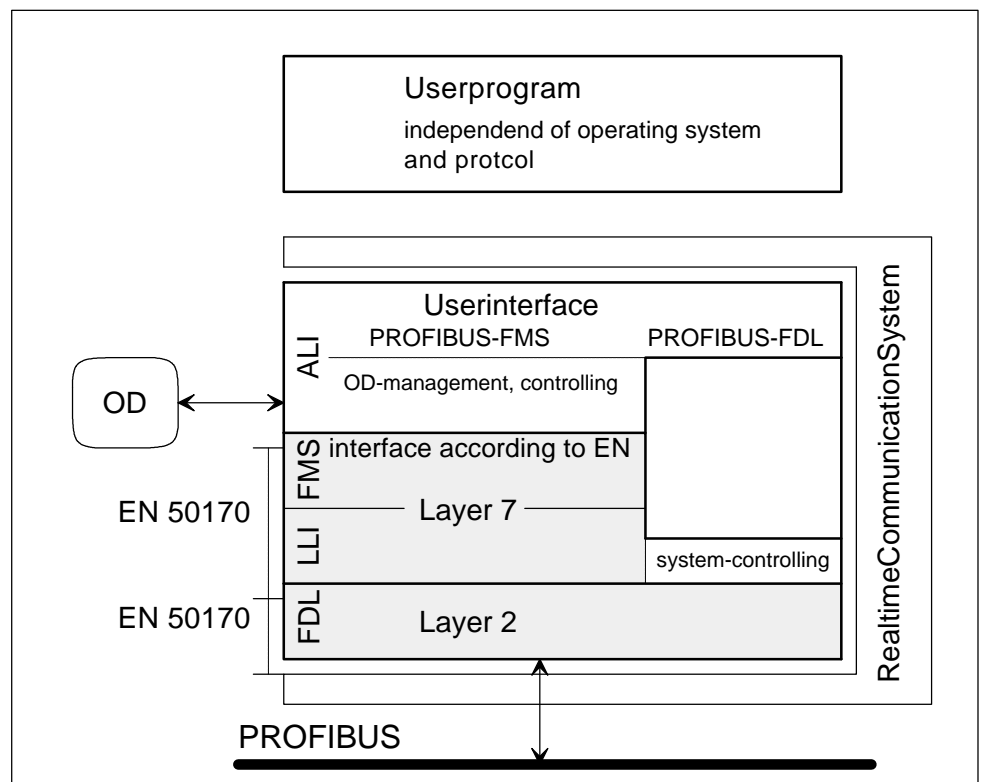 Userprogram
independend of operating system
and protcol
RealtimeCommunicationSystem
Userinterface
PROFIBUS-FMS PROFIBUS-FDL
ALI
OD-management, controlling
OD
FMS interface according to EN
EN 50170
Layer 7
LLI
system-controlling
EN 50170
FDL
Layer 2
PROFIBUS